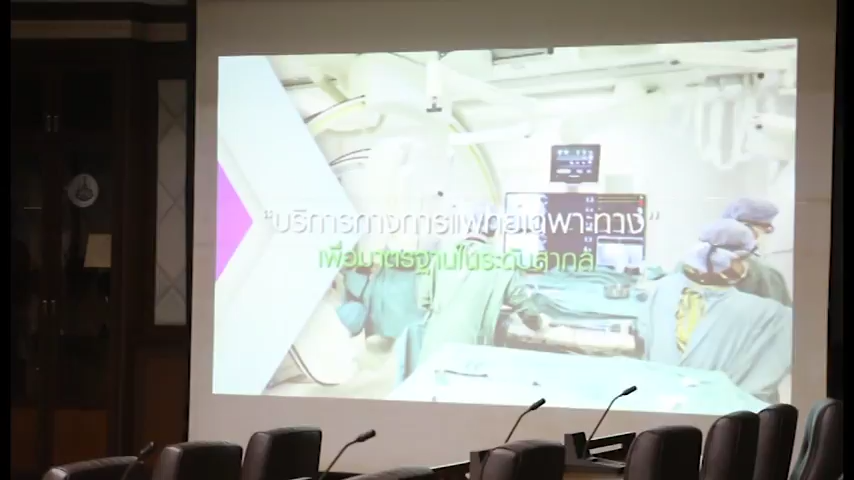 “บริการทางการแพทย์เฉพาะทาง”
เพื่อมาตรฐานในระดับสากล